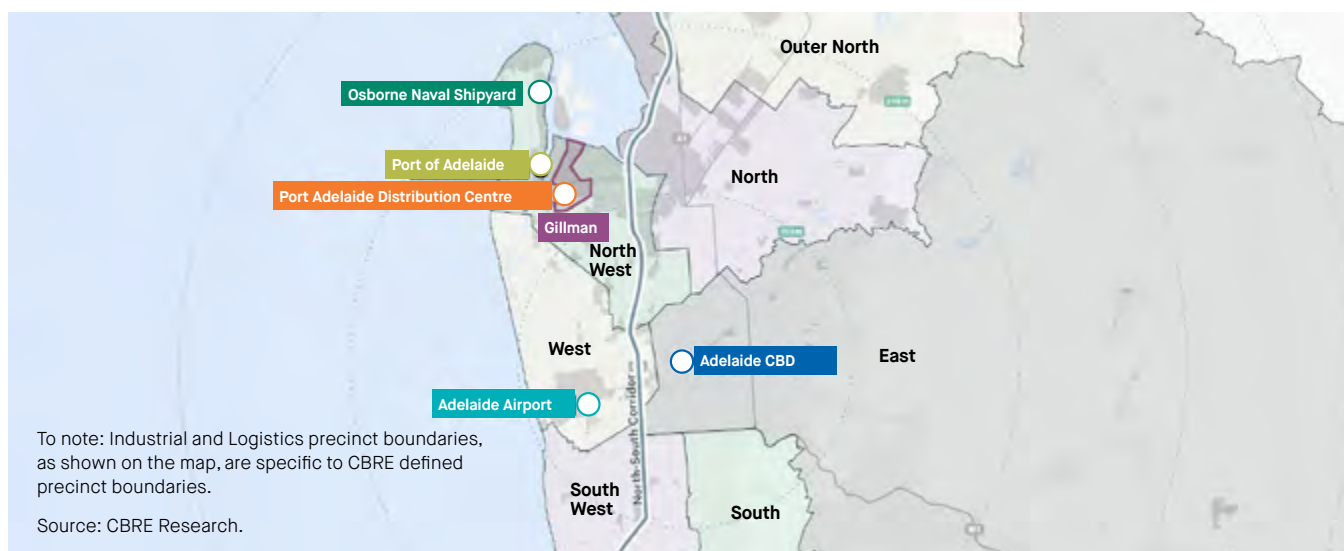 Outer North
Osborne Naval Shipyard
Port of Adelaide
North
Port Adelaide Distribution Centre
Gillman
North
West
West
Adelaide CBD
East
Adelaide Airport
North-South Corridor
To note: Industrial and Logistics precinct boundaries,
as shown on the map, are specific to CBRE defined
precinct boundaries.
South
West
South
Source: CBRE Research.